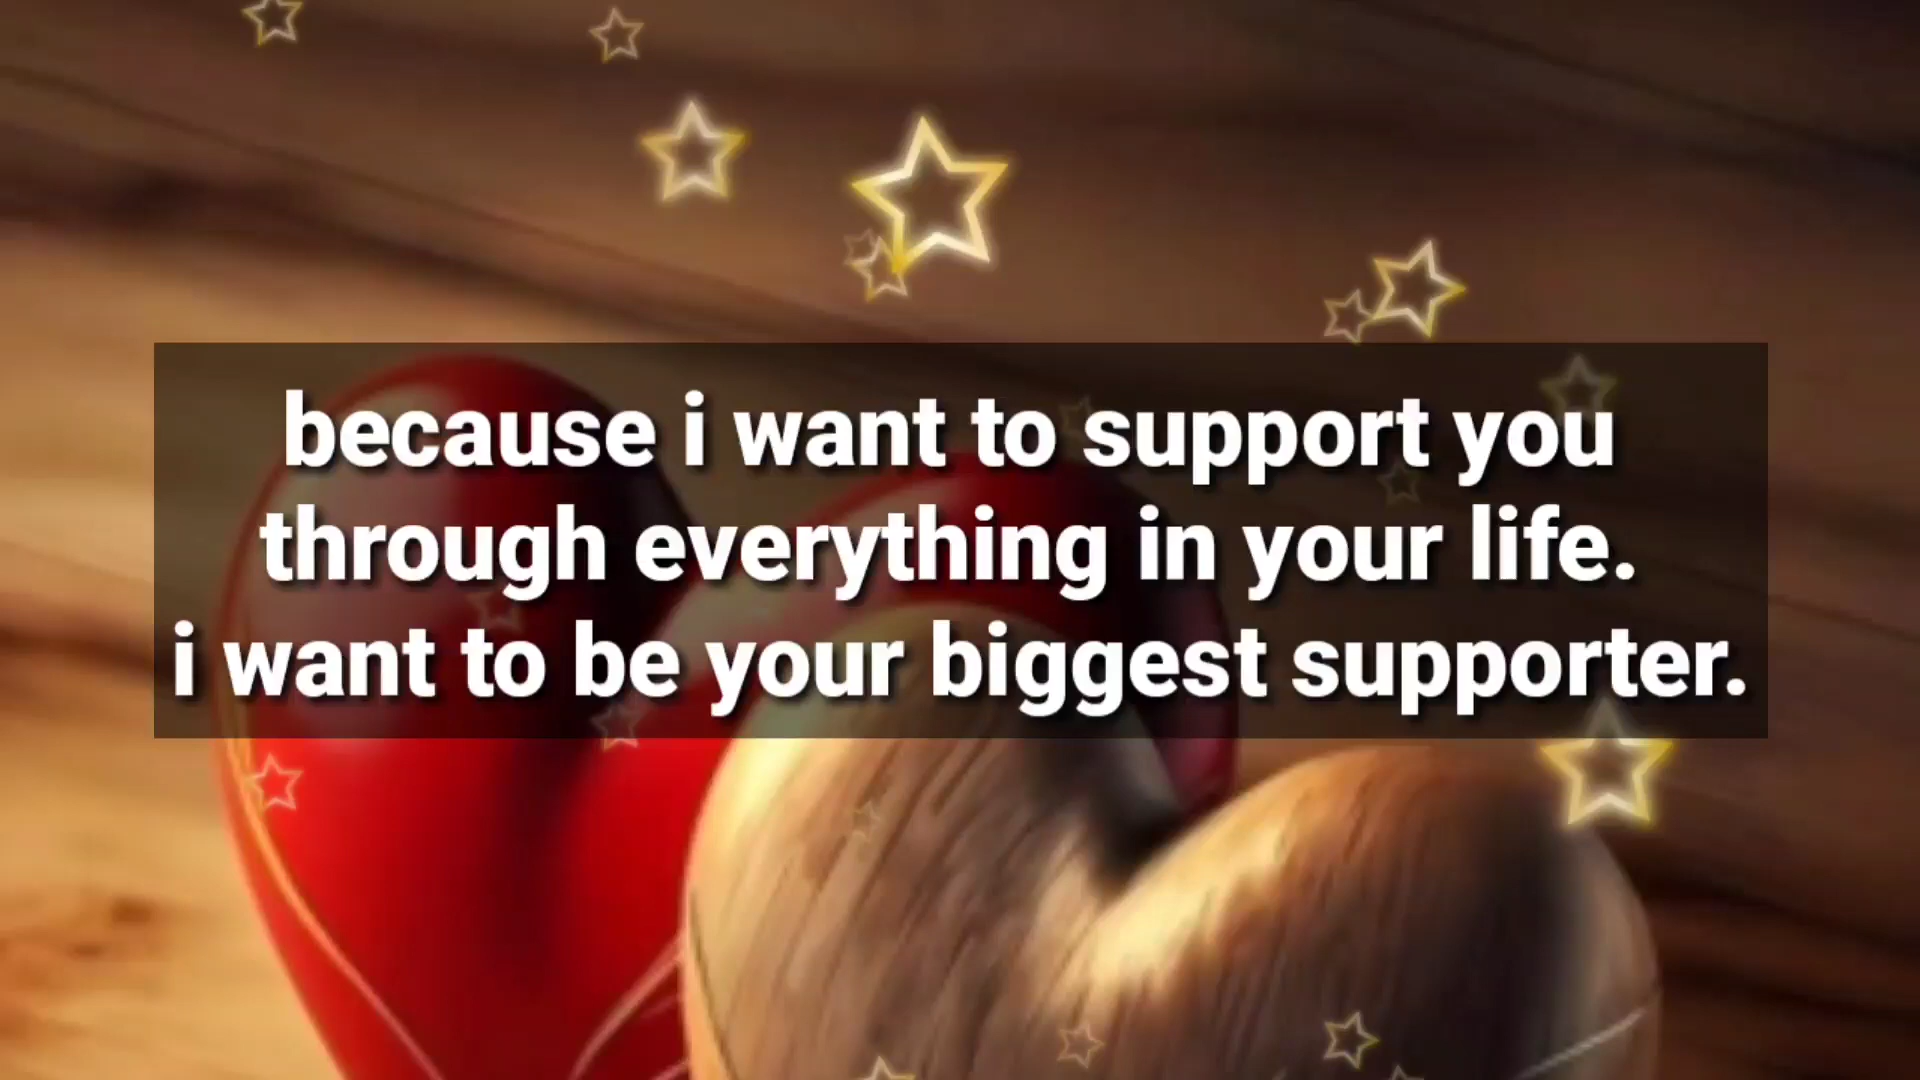 because i want to support you
through everything in your life.
i want to be your biggest supporter.